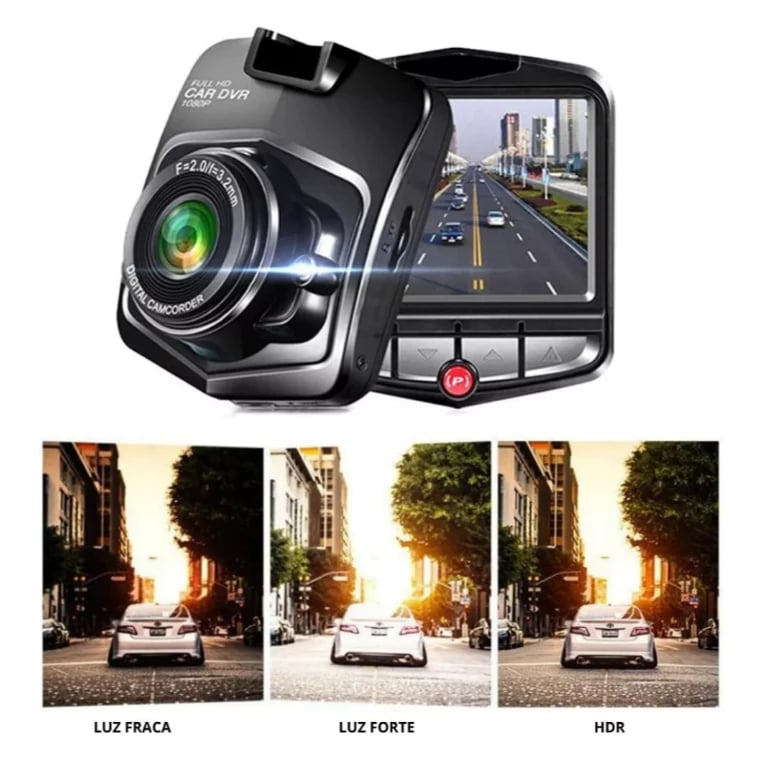 FULL HD
CAR DVR
1080P
F=2.0/f=3.2mm
DIGITAL CAMCORDER
(P)
LUZ FRACA
LUZ FORTE
HDR